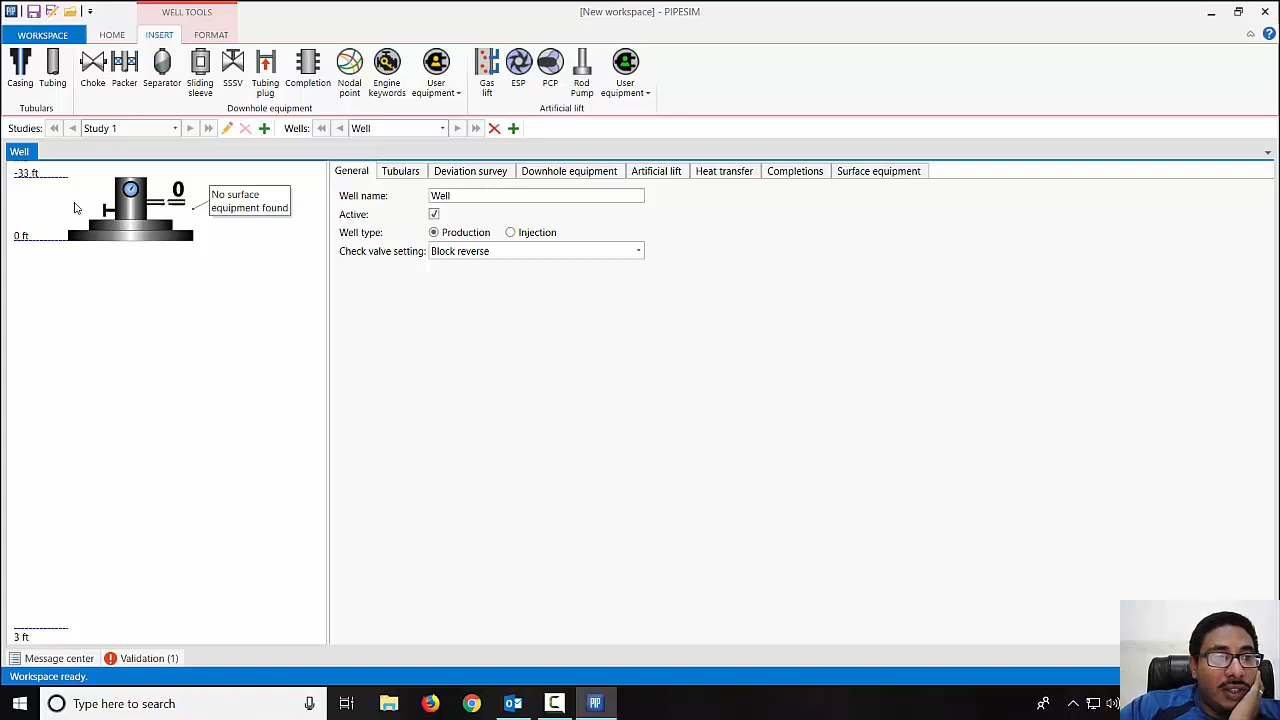 PIP
WELL TOOLS
[New workspace] - PIPESIM
WORKSPACE HOME INSERT FORMAT
Casing Tubing Choke Packer Separator Sliding sleeve SSSV Tubing plug Completion Nodal point Engine keywords User equipment Gas lift ESP PCP Rod Pump User equipment
Tubulars Downhole equipment Artificial lift
Studies: Study 1 Wells: Well
Well
-33 ft
0
No surface
equipment found
0 ft
3 ft
General Tubulars Deviation survey Downhole equipment Artificial lift Heat transfer Completions Surface equipment
Well name: Well
Active:
Well type: Production Injection
Check valve setting: Block reverse
Message center Validation (1)
Workspace ready.
Type here to search
PIP